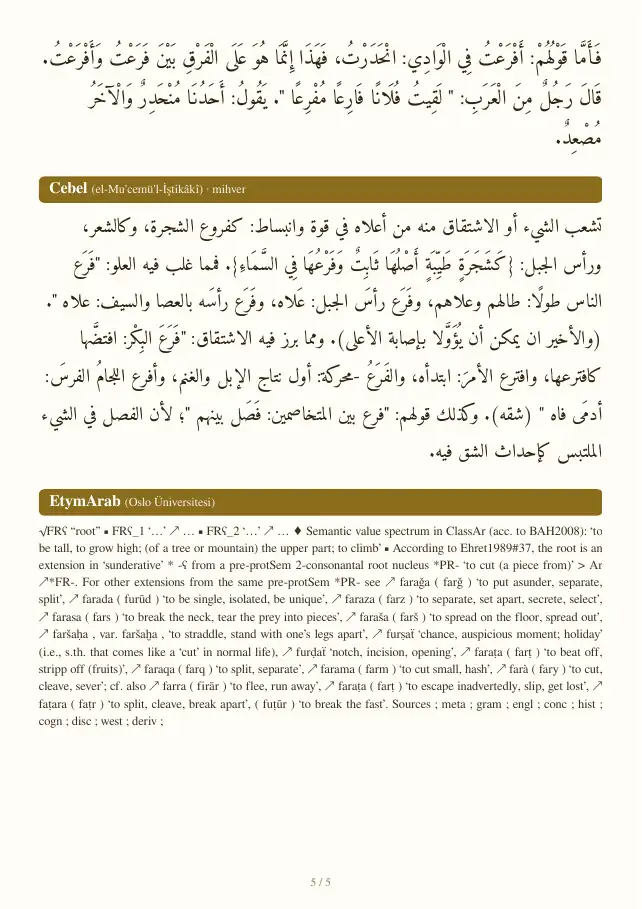 فَأَمَّا قَوْلُهُمْ: أَفْرَعْتُ فِي الْوَادِي: انْحَدَرْتُ، فَهَذَا إِنَّمَا هُوَ عَلَى الْفَرْقِ بَيْنَ فَرَعْتُ وَأَفْرَعْتُ.
قَالَ رَجُلٌ مِنَ الْعَرَبِ: " لَقِيتُ فُلَانًا فَارِعًا مُفْرِعًا ". يَقُولُ: أَحَدُنَا مُنْحَدِرٌ وَالْآخَرُ
مُصْعِدٌ.
Cebel (el-Mu'cemü'l-İştikâkî) · mihver
تشعب الشيء أو الاشتقاق منه من أعلاه في قوة وانبساط: كفروع الشجرة، وكالشعر،
ورأس الجبل: {كَشَجَرَةٍ طَيِّبَةٍ أَصْلُهَا ثَابِتٌ وَفَرْعُهَا فِي السَّمَاءِ}. فمما غلب فيه العلو: "فَرَع
الناس طولًا: طالهم وعلاهم، وفَرَع رأسَ الجبل: عَلاه، وفَرَع رأسَه بالعصا والسيف: علاه ".
(والأخير ان يمكن أن يُؤَوَّلا بإصابة الأعلى). ومما برز فيه الاشتقاق: "فَرَعَ البِكْرَ: افتضَّها
كافترعها، وافترع الأمرَ: ابتدأه، والفَرَعُ -محركة: أول نتاج الإبل والغنم، وأفرع اللجامُ الفرسَ:
أدمَى فاه " (شقه). وكذلك قولهم: "فرع بين المتخاصمين: فَصَل بينهم "؛ لأن الفصل في الشيء
الملتبس كإحداث الشق فيه.
EtymArab (Oslo Üniversitesi)
√FRʕ “root” ▪ FRʕ_1 ‘…’ ↗ … ▪ FRʕ_2 ‘…’ ↗ … ♦ Semantic value spectrum in ClassAr (acc. to BAH2008): ‘to
be tall, to grow high; (of a tree or mountain) the upper part; to climb’ ▪ According to Ehret1989#37, the root is an
extension in ‘sunderative’ * -ʕ from a pre-protSem 2-consonantal root nucleus *PR- ‘to cut (a piece from)’ > Ar
↗*FR-. For other extensions from the same pre-protSem *PR- see ↗ faraǧa ( farǧ ) ‘to put asunder, separate,
split’, ↗ farada ( furūd ) ‘to be single, isolated, be unique’, ↗ faraza ( farz ) ‘to separate, set apart, secrete, select’,
↗ farasa ( fars ) ‘to break the neck, tear the prey into pieces’, ↗ faraša ( farš ) ‘to spread on the floor, spread out’,
↗ faršaḥa , var. faršaḫa , ‘to straddle, stand with one’s legs apart’, ↗ furṣaẗ ‘chance, auspicious moment; holiday’
(i.e., s.th. that comes like a ‘cut’ in normal life), ↗ furḍaẗ ‘notch, incision, opening’, ↗ faraṭa ( farṭ ) ‘to beat off,
stripp off (fruits)’, ↗ faraqa ( farq ) ‘to split, separate’, ↗ farama ( farm ) ‘to cut small, hash’, ↗ farà ( fary ) ‘to cut,
cleave, sever’; cf. also ↗ farra ( firār ) ‘to flee, run away’, ↗ faraṭa ( farṭ ) ‘to escape inadvertedly, slip, get lost’, ↗
faṭara ( faṭr ) ‘to split, cleave, break apart’, ( fuṭūr ) ‘to break the fast’. Sources ; meta ; gram ; engl ; conc ; hist ;
cogn ; disc ; west ; deriv ;
5 / 5